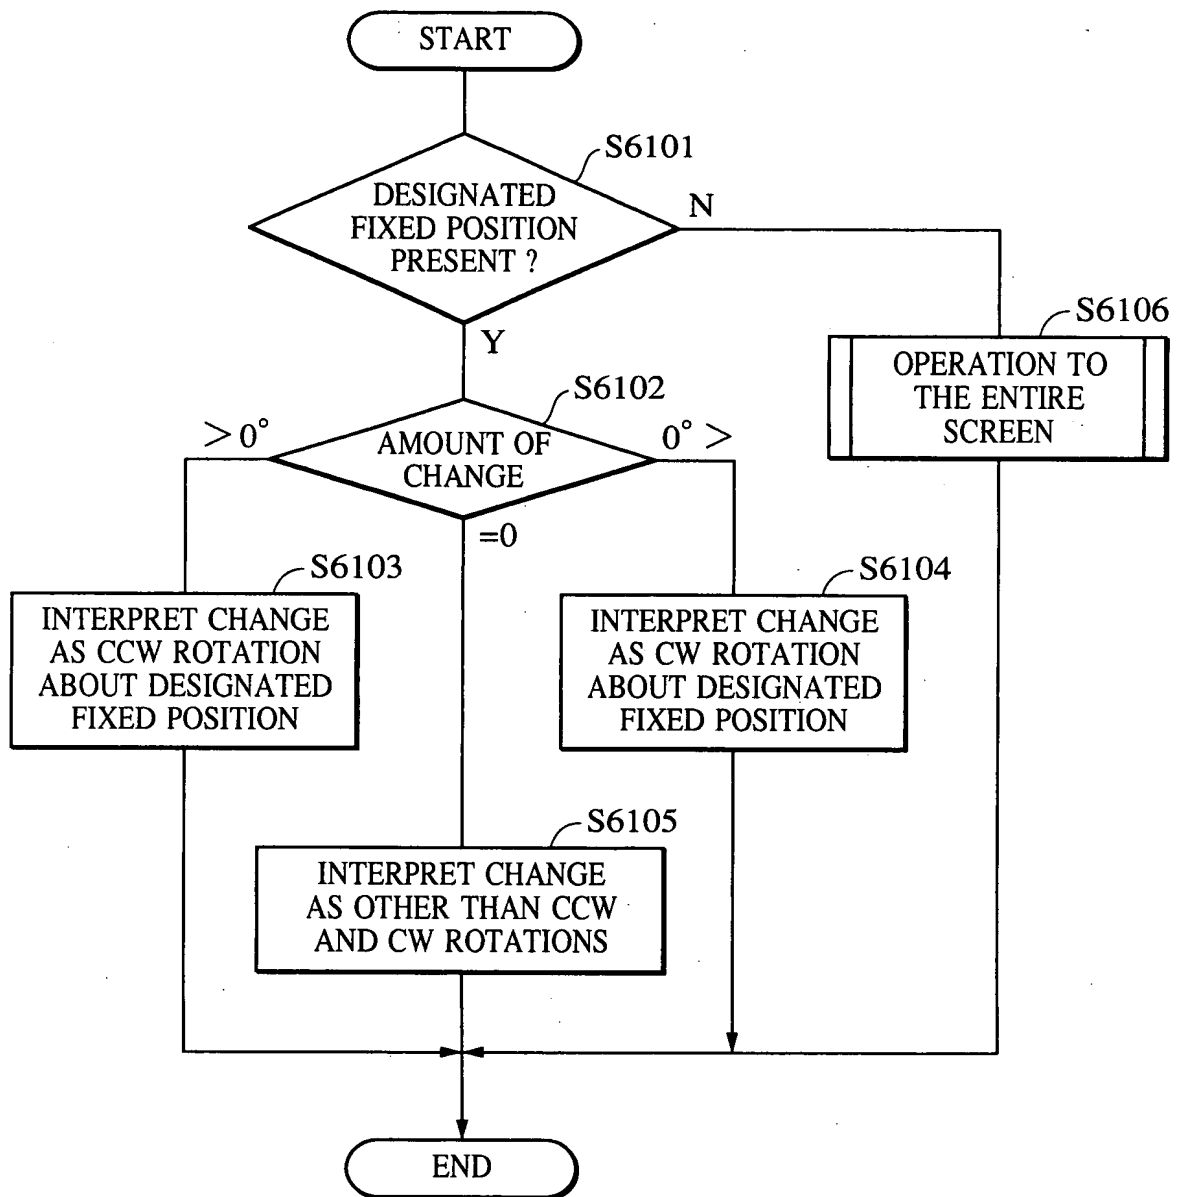 START
S6101
DESIGNATED
FIXED POSITION
PRESENT ?
N
Y
S6106
OPERATION TO
THE ENTIRE
SCREEN
S6102
AMOUNT OF
CHANGE
> 0°
0° >
=0
S6103
INTERPRET CHANGE
AS CCW ROTATION
ABOUT DESIGNATED
FIXED POSITION
S6104
INTERPRET CHANGE
AS CW ROTATION
ABOUT DESIGNATED
FIXED POSITION
S6105
INTERPRET CHANGE
AS OTHER THAN CCW
AND CW ROTATIONS
END